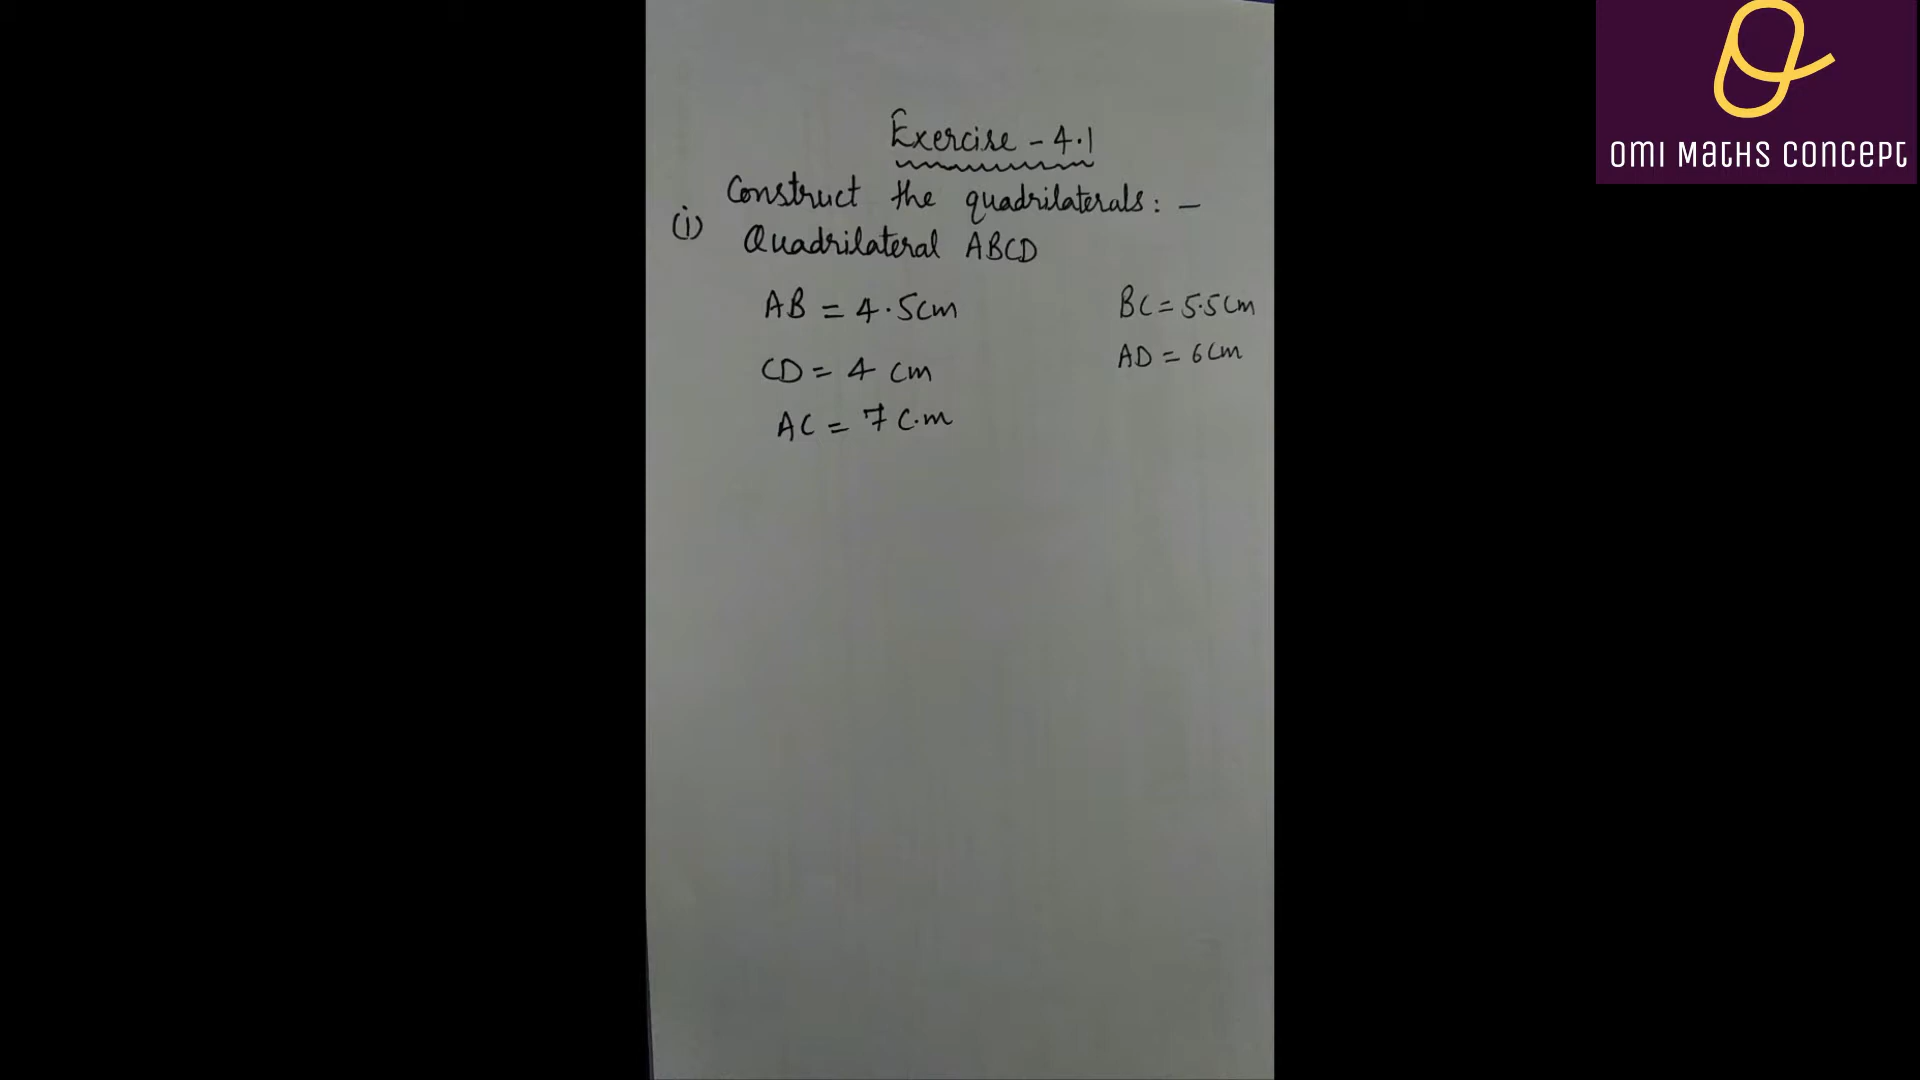 Exercise - 4.1
Construct the quadrilaterals: -
(i) Quadrilateral ABCD
AB = 4.5cm BC = 5.5cm
CD = 4 cm AD = 6cm
AC = 7 c.m
OMI MATHS CONCEPT